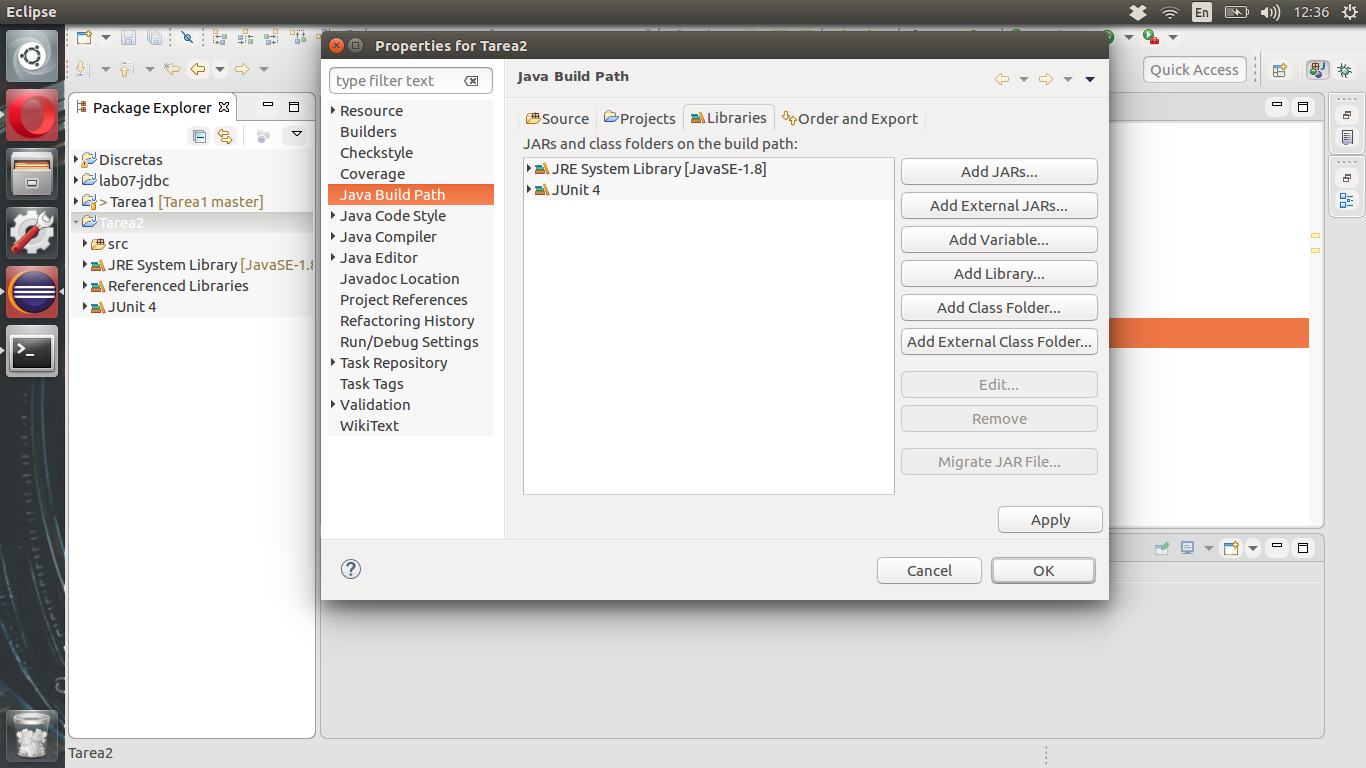 Eclipse
En
12:36
Properties for Tarea2
Quick Access
Package Explorer
Discretas
lab07-jdbc
> Tarea1 [Tarea1 master]
Tarea2
src
JRE System Library [JavaSE-1.8
Referenced Libraries
JUnit 4
type filter text
Resource
Builders
Checkstyle
Coverage
Java Build Path
Java Code Style
Java Compiler
Java Editor
Javadoc Location
Project References
Refactoring History
Run/Debug Settings
Task Repository
Task Tags
Validation
WikiText
Java Build Path
Source
Projects
Libraries
Order and Export
JARs and class folders on the build path:
JRE System Library [JavaSE-1.8]
JUnit 4
Add JARs...
Add External JARs...
Add Variable...
Add Library...
Add Class Folder...
Add External Class Folder...
Edit...
Remove
Migrate JAR File...
Apply
Cancel
OK
Tarea2